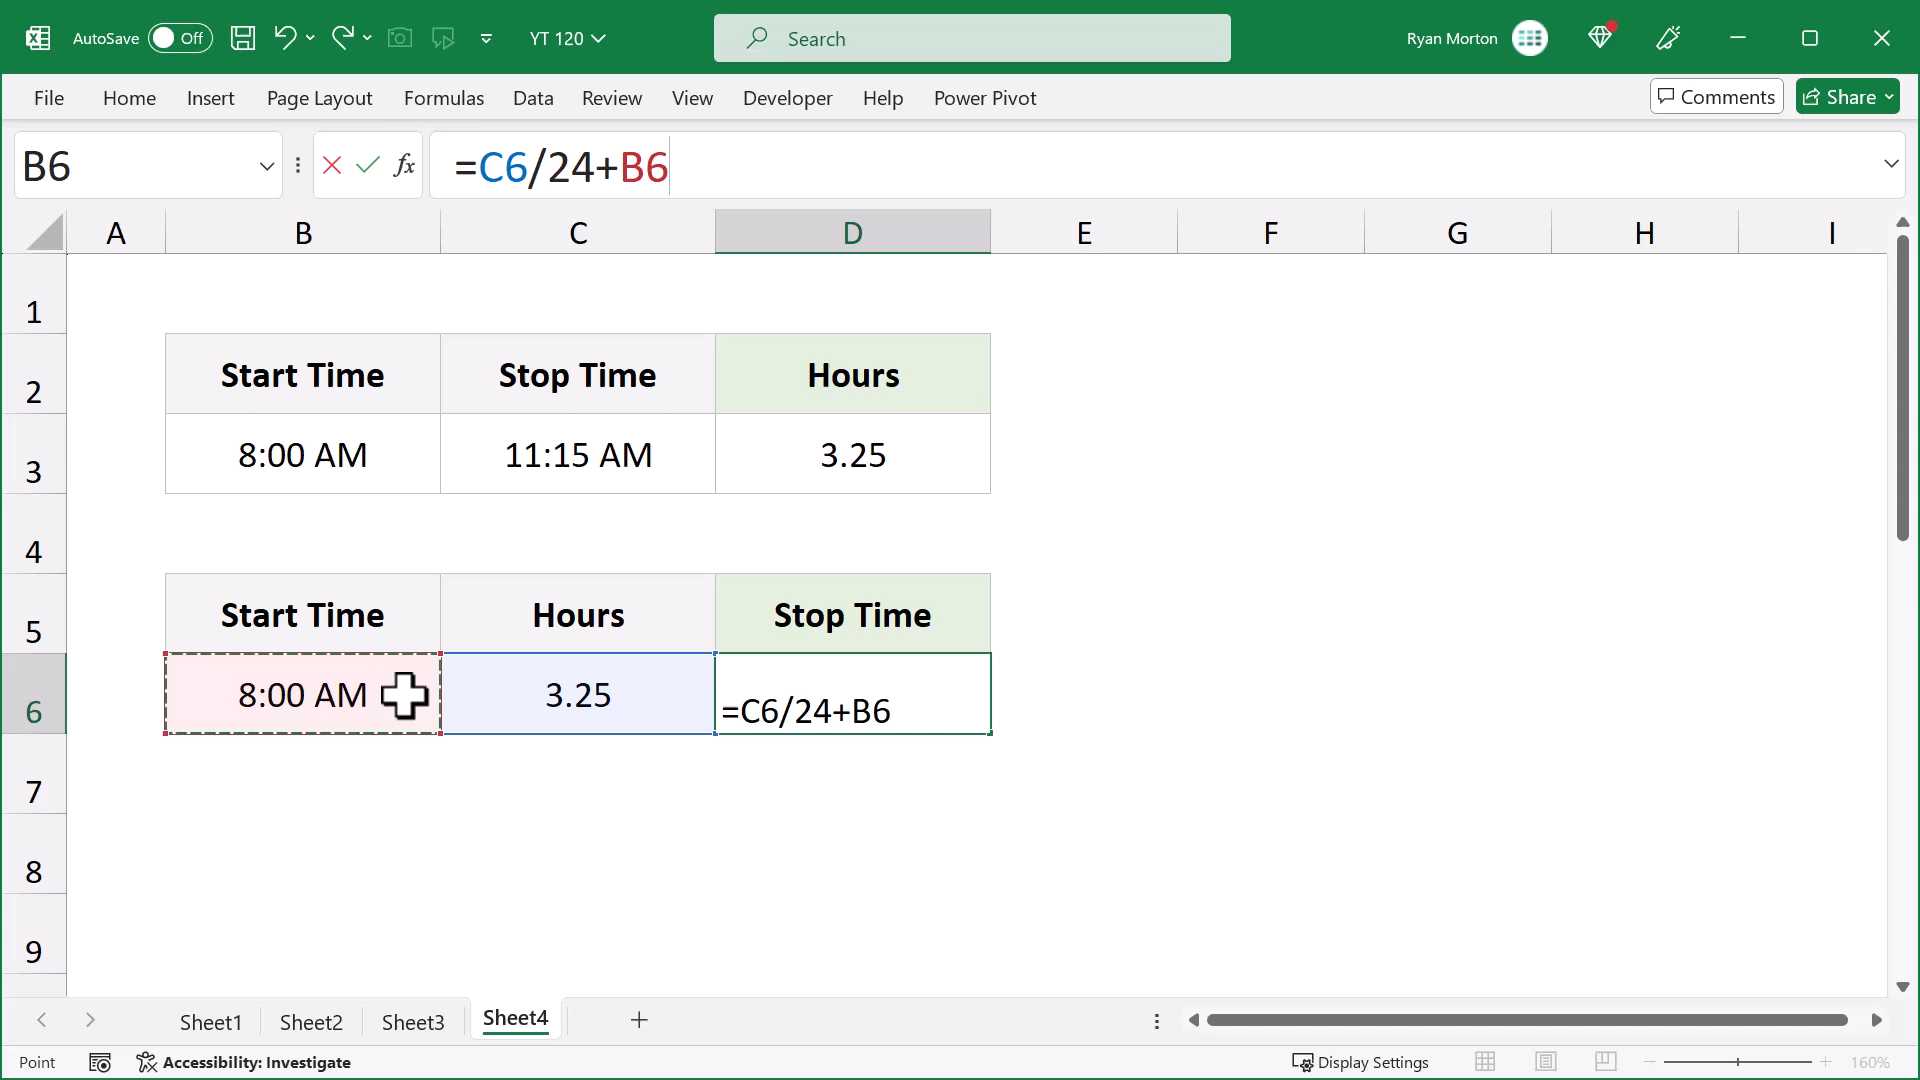 AutoSave Off YT 120 Search Ryan Morton
File Home Insert Page Layout Formulas Data Review View Developer Help Power Pivot Comments Share
B6 fx =C6/24+B6
A B C D E F G H I
1
2 Start Time Stop Time Hours
3 8:00 AM 11:15 AM 3.25
4
5 Start Time Hours Stop Time
6 8:00 AM 3.25 =C6/24+B6
7
8
9
Sheet1 Sheet2 Sheet3 Sheet4
Point Accessibility: Investigate Display Settings 160%